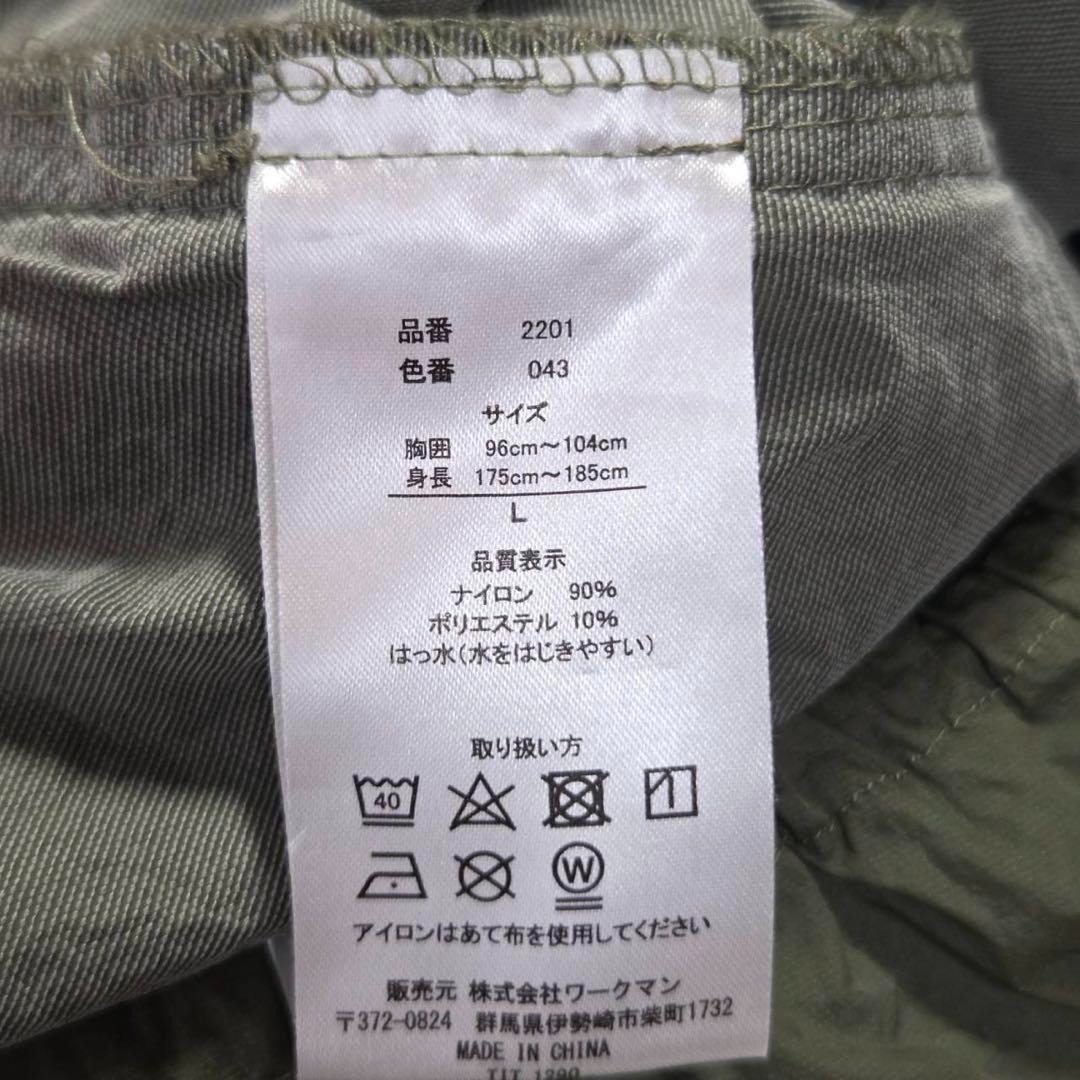 品番 2201
色番 043
サイズ
胸囲 96cm～104cm
身長 175cm～185cm
L
品質表示
ナイロン 90%
ポリエステル 10%
はっ水(水をはじきやすい)
取り扱い方
40
W
アイロンはあて布を使用してください
販売元 株式会社ワークマン
〒372-0824 群馬県伊勢崎市柴町1732
MADE IN CHINA